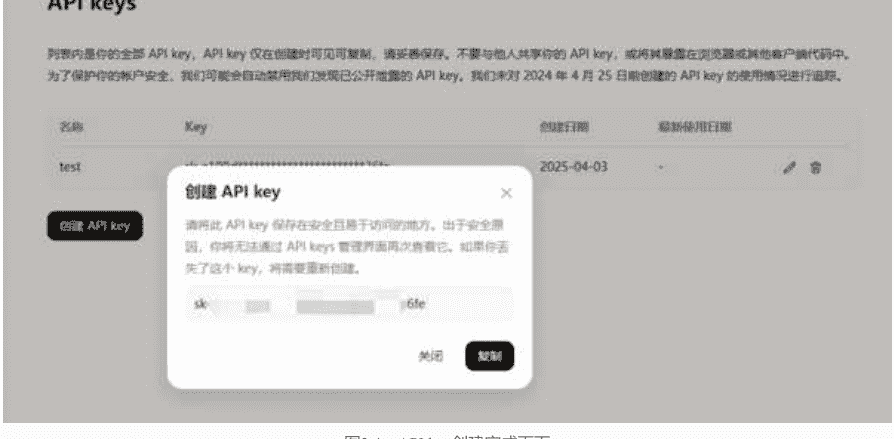 API keys
列表内是你的全部 API key，API key 仅在创建时可见可复制，请妥善保存。不要与他人共享你的 API key，或将其暴露在浏览器或其他客户端代码中。
为了保护你的帐户安全，我们可能会自动禁用我们发现已公开泄露的 API key。我们未对 2024 年 4 月 25 日前创建的 API key 的使用情况进行追踪。
名称 Key 创建日期 最新使用日期
test 2025-04-03 -
创建 API key
创建 API key
请将此 API key 保存在安全且易于访问的地方。出于安全原
因，你将无法通过 API keys 管理界面再次查看它。如果你丢
失了这个 key，将需要重新创建。
sk 6fe
关闭 复制